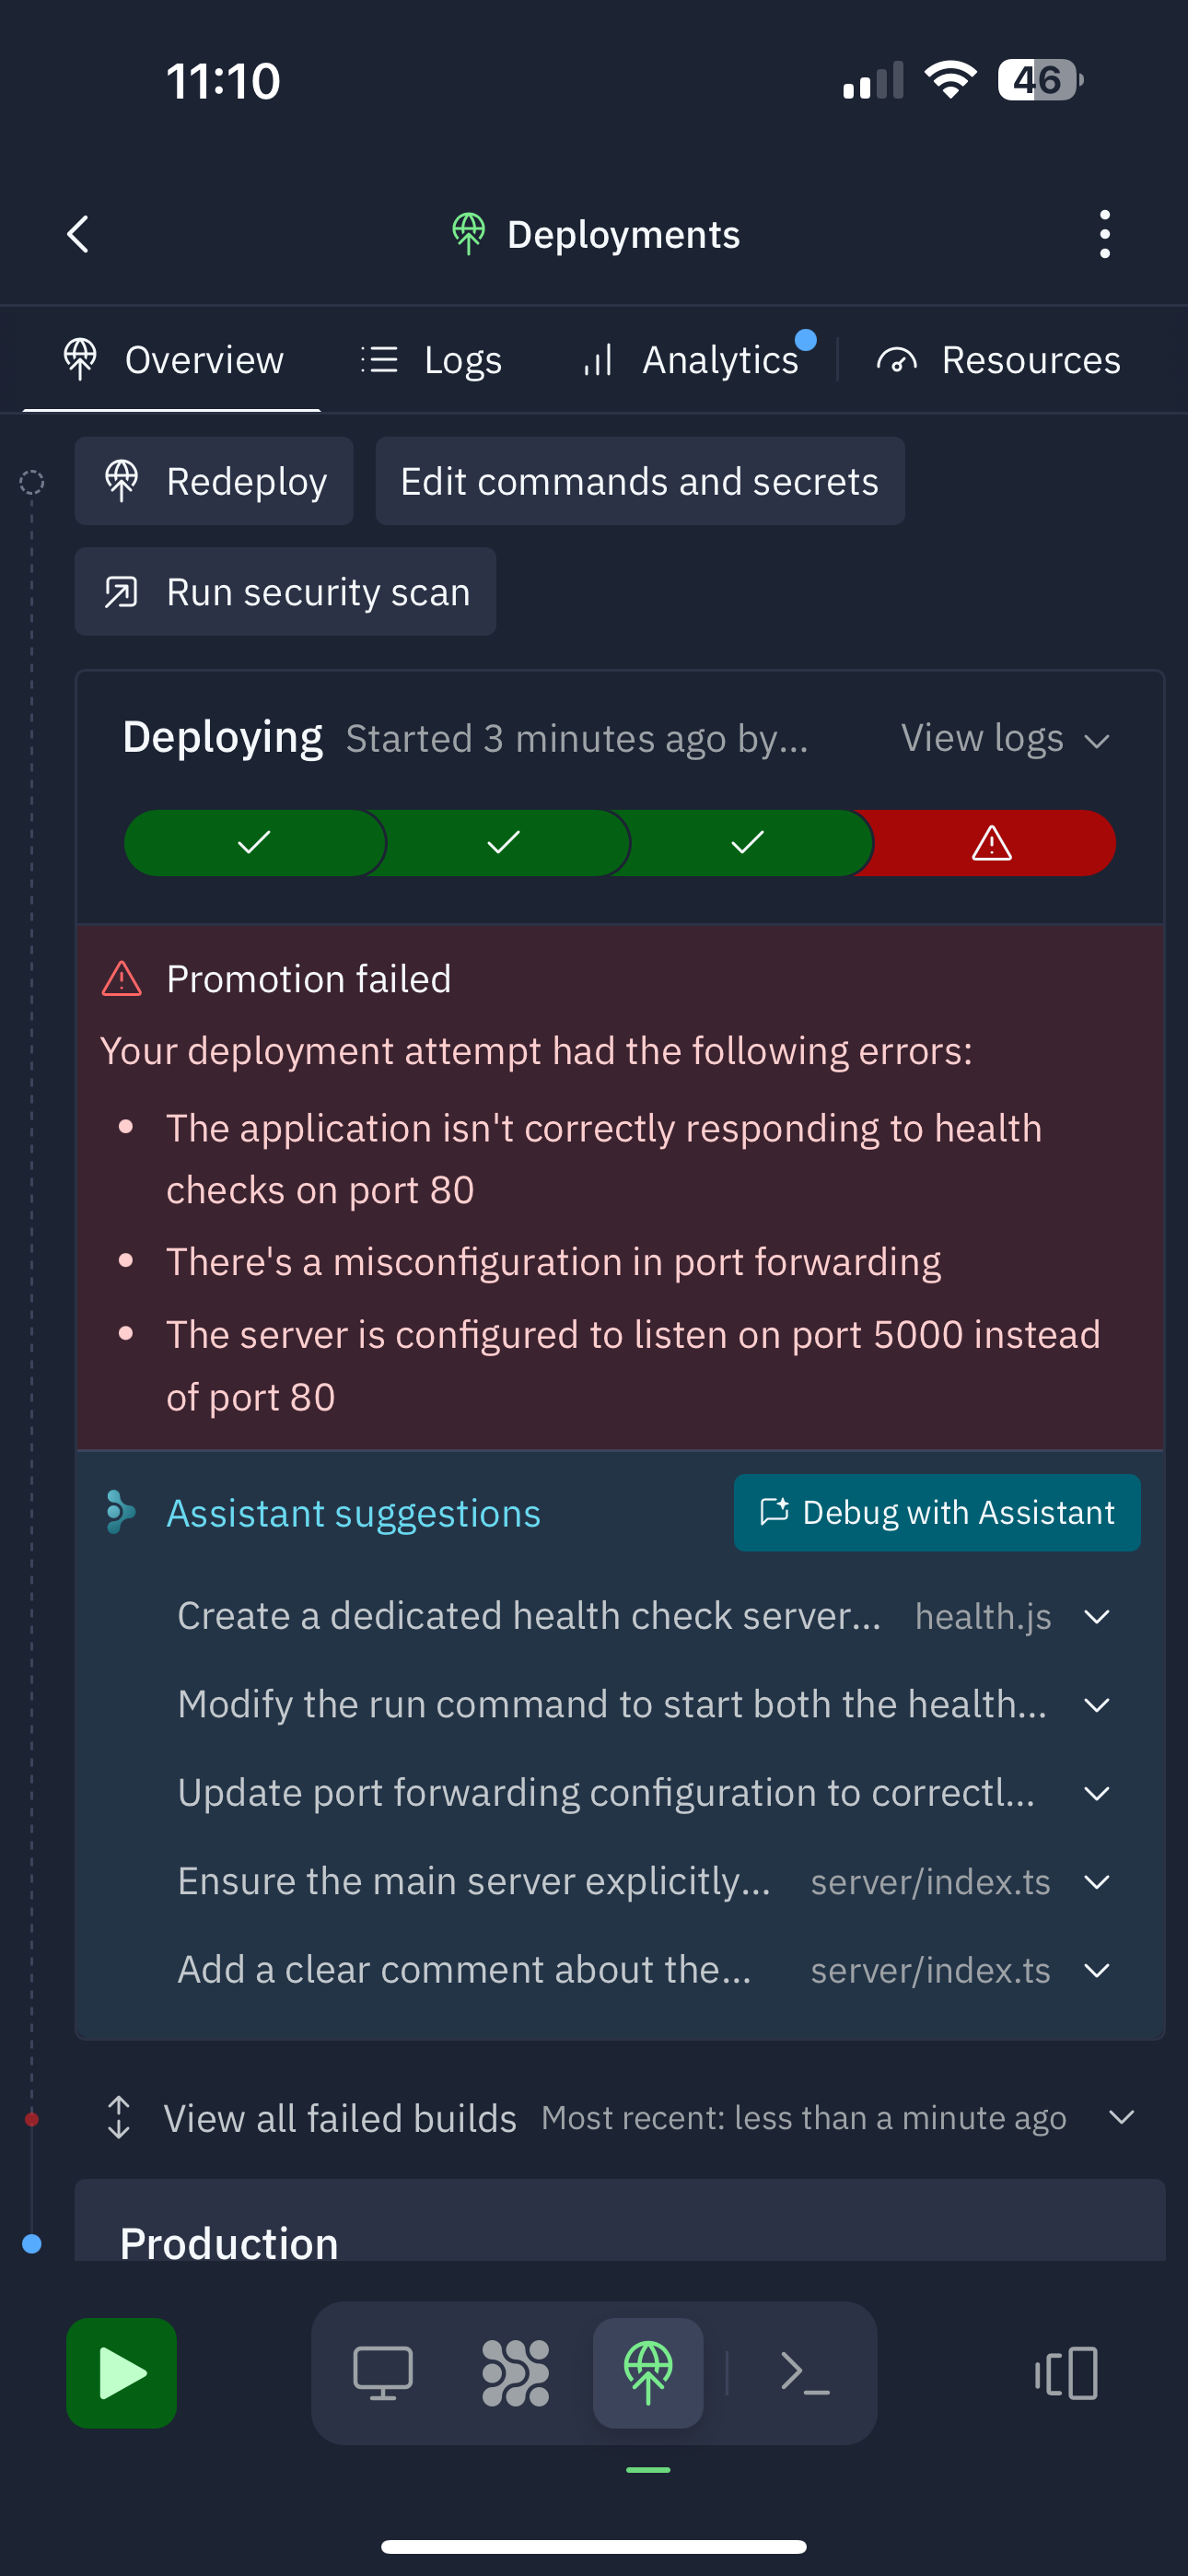 11:10
46
Deployments
Overview
Logs
Analytics
Resources
Redeploy
Edit commands and secrets
Run security scan
Deploying
Started 3 minutes ago by...
View logs
Promotion failed
Your deployment attempt had the following errors:
The application isn't correctly responding to health
checks on port 80
There's a misconfiguration in port forwarding
The server is configured to listen on port 5000 instead
of port 80
Assistant suggestions
Debug with Assistant
Create a dedicated health check server...
health.js
Modify the run command to start both the health...
Update port forwarding configuration to correctl...
Ensure the main server explicitly...
server/index.ts
Add a clear comment about the...
server/index.ts
View all failed builds
Most recent: less than a minute ago
Production